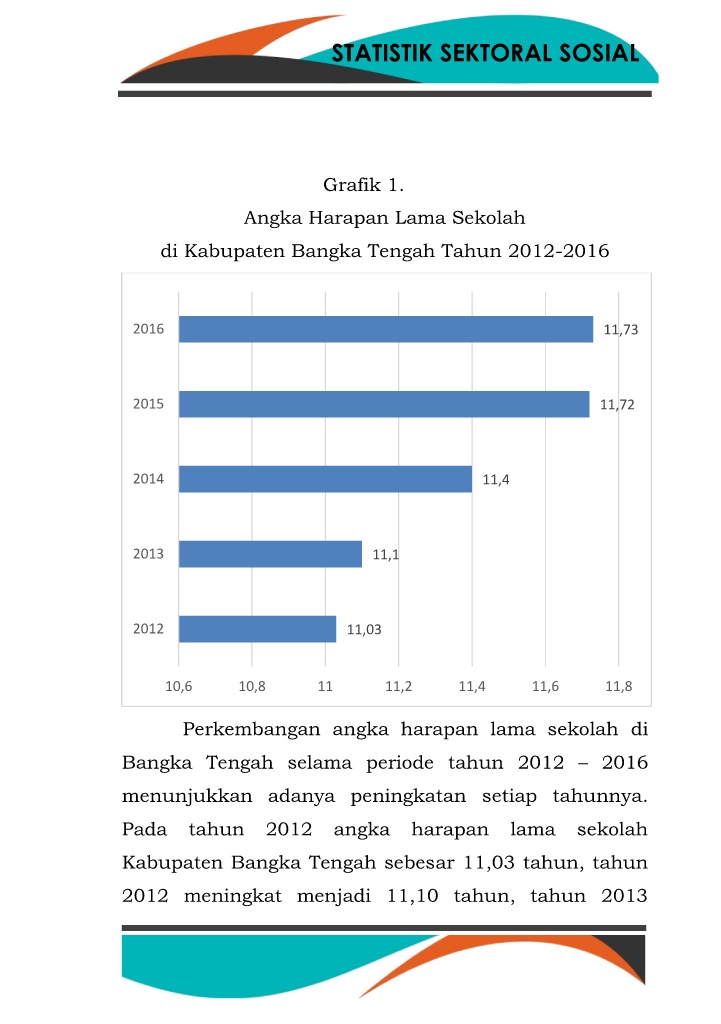 STATISTIK SEKTORAL SOSIAL
Grafik 1.
Angka Harapan Lama Sekolah
di Kabupaten Bangka Tengah Tahun 2012-2016
2016
11,73
2015
11,72
2014
11,4
2013
11,1
2012
11,03
10,6 10,8 11 11,2 11,4 11,6 11,8
Perkembangan angka harapan lama sekolah di
Bangka Tengah selama periode tahun 2012 – 2016
menunjukkan adanya peningkatan setiap tahunnya.
Pada tahun 2012 angka harapan lama sekolah
Kabupaten Bangka Tengah sebesar 11,03 tahun, tahun
2012 meningkat menjadi 11,10 tahun, tahun 2013